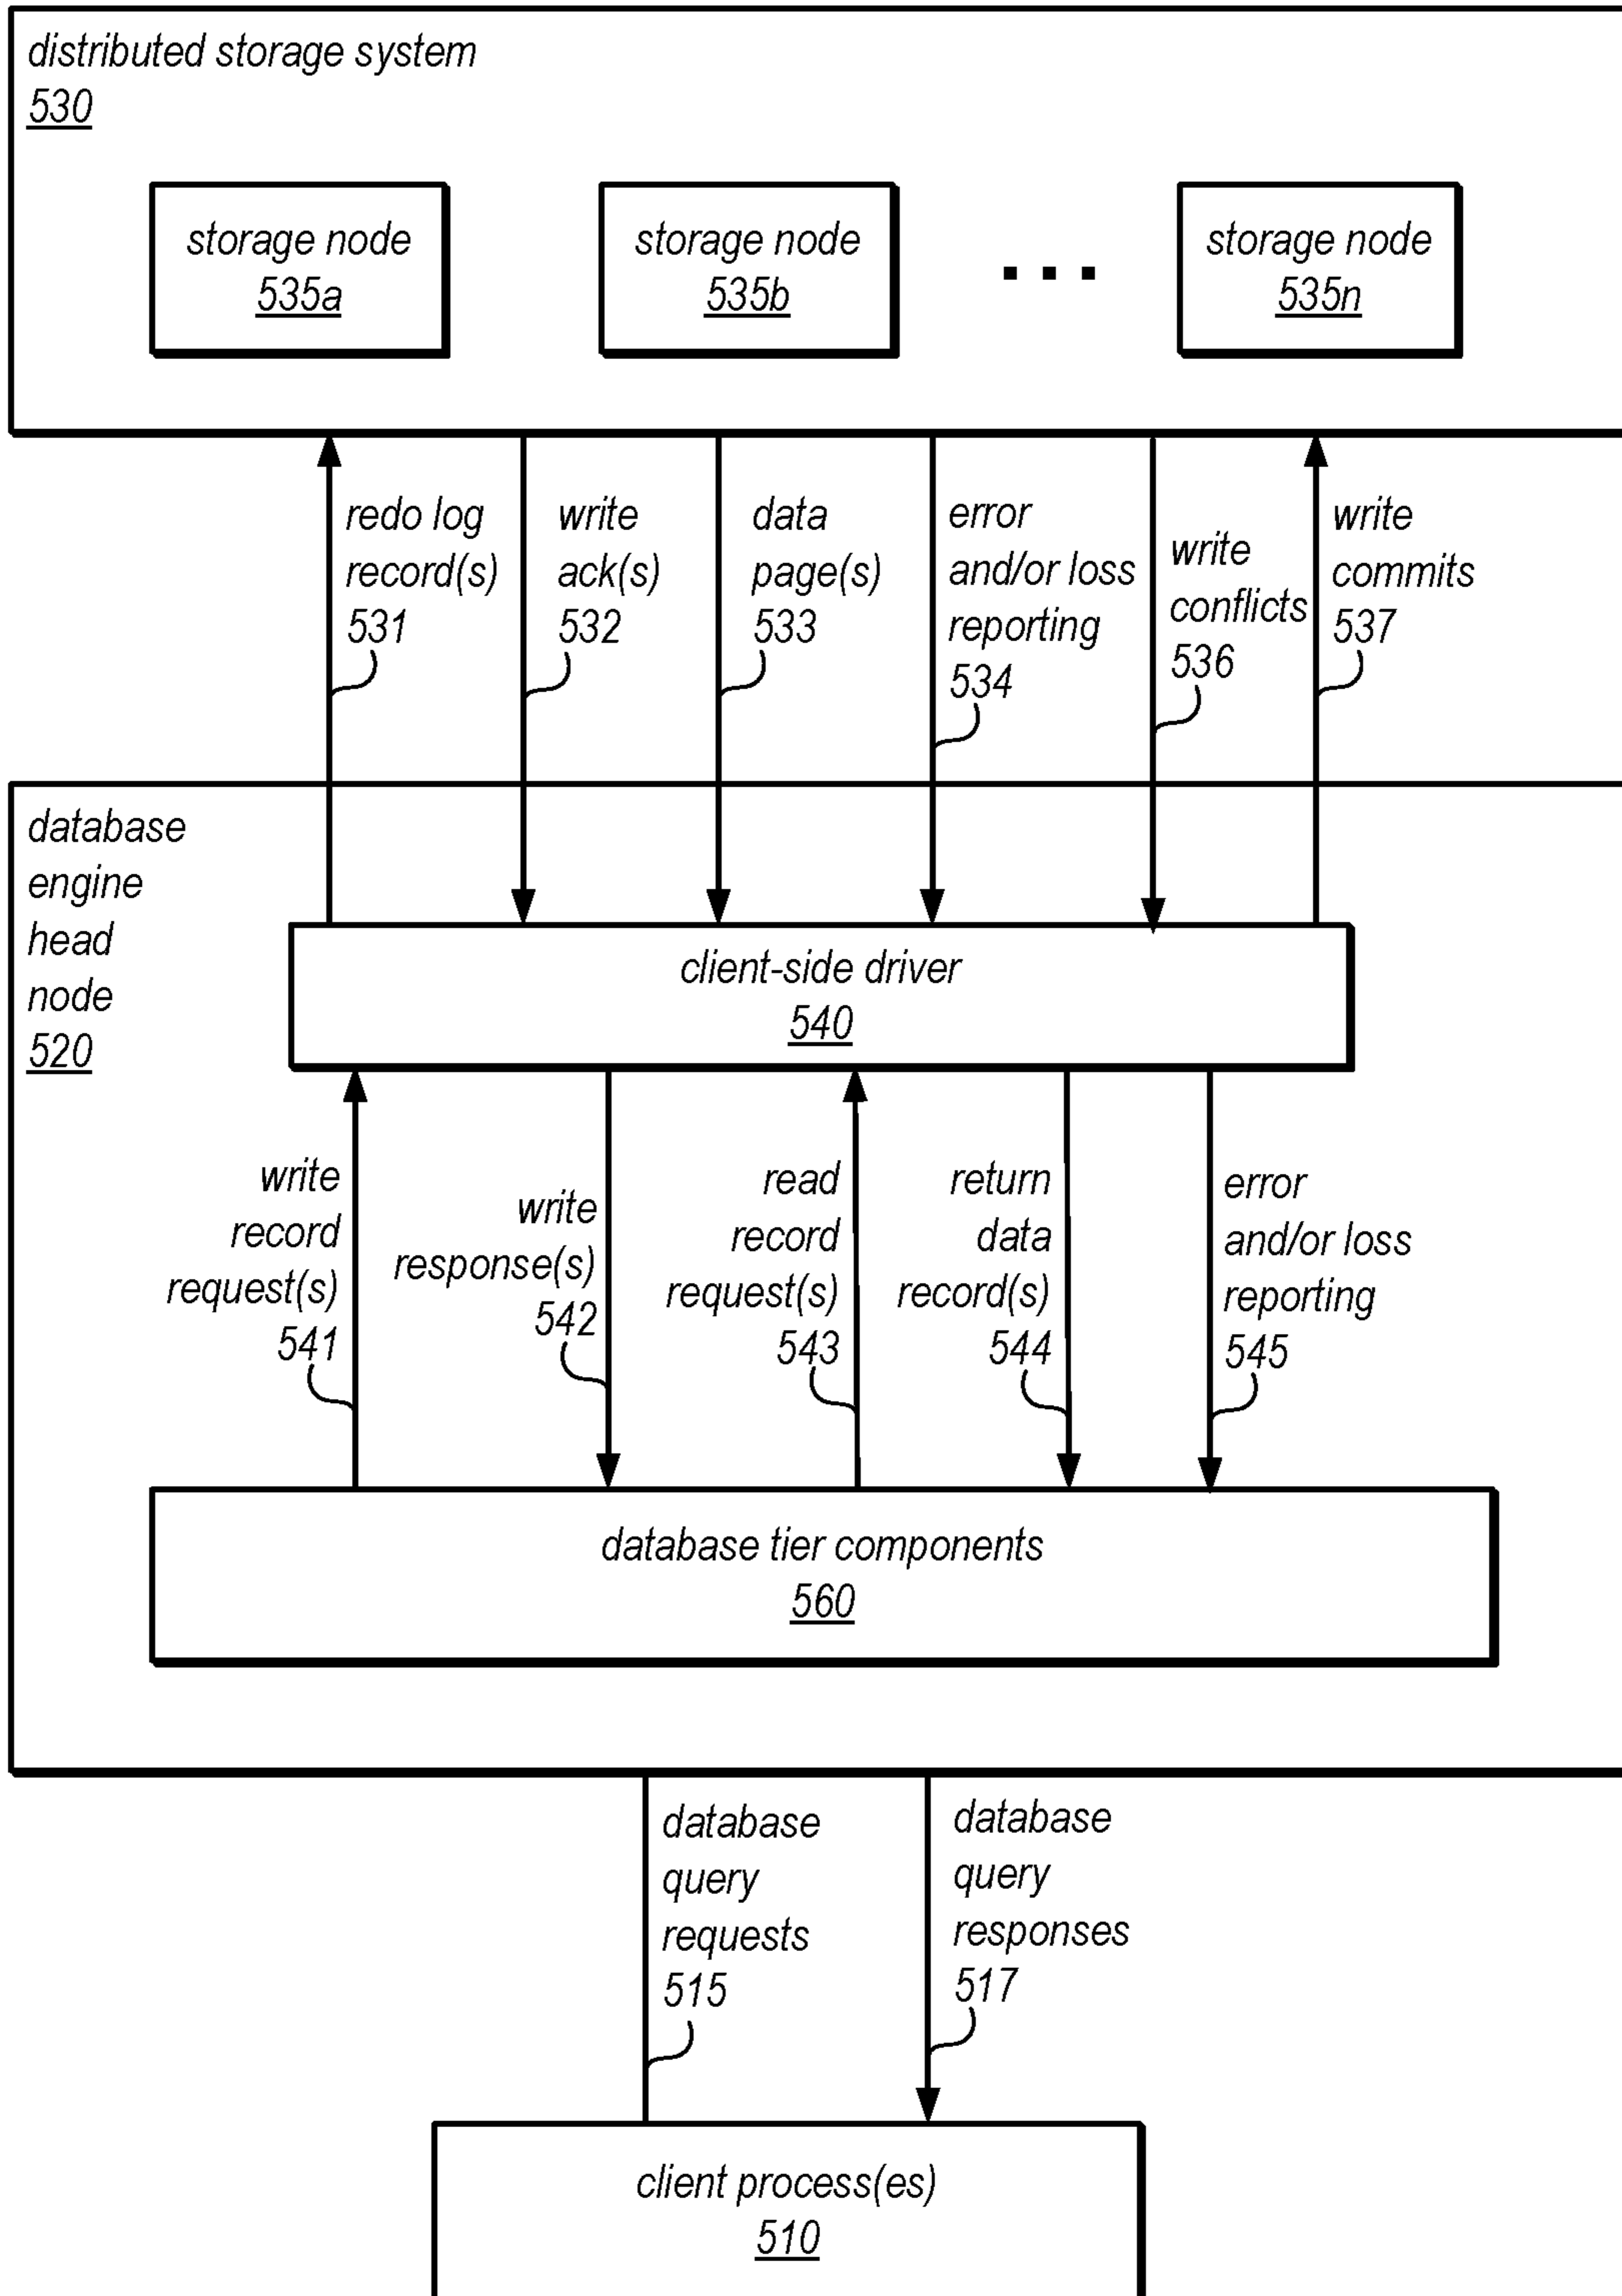 distributed storage system
530
storage node
535a
storage node
535b
storage node
535n
redo log
record(s)
531
write
ack(s)
532
data
page(s)
533
error
and/or loss
reporting
534
write
conflicts
536
write
commits
537
database
engine
head
node
520
client-side driver
540
write
record
request(s)
541
write
response(s)
542
read
record
request(s)
543
return
data
record(s)
544
error
and/or loss
reporting
545
database tier components
560
database
query
requests
515
database
query
responses
517
client process(es)
510